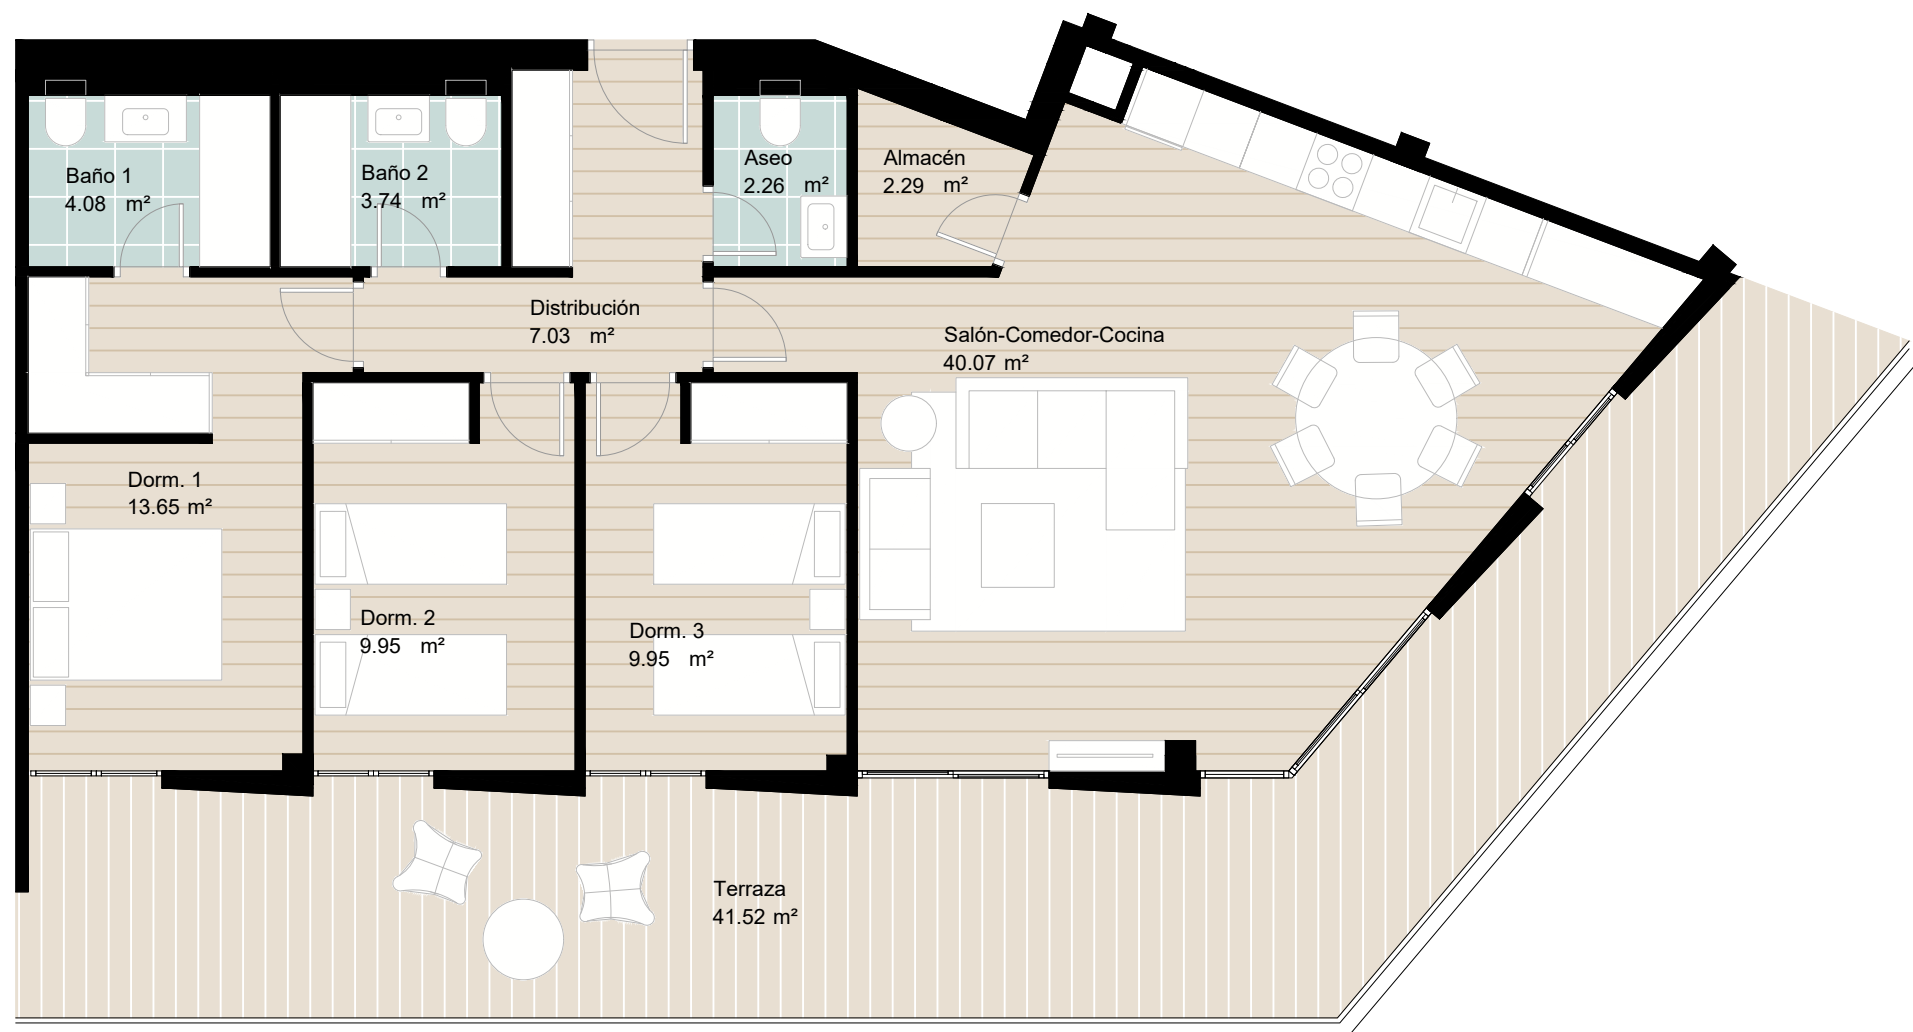 Baño 1
4.08 m²
Baño 2
3.74 m²
Aseo
2.26 m²
Almacén
2.29 m²
Distribución
7.03 m²
Salón-Comedor-Cocina
40.07 m²
Dorm. 1
13.65 m²
Dorm. 2
9.95 m²
Dorm. 3
9.95 m²
Terraza
41.52 m²